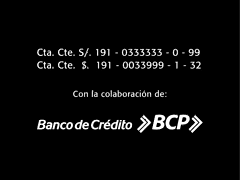 Cta. Cte. S/. 191 - 0333333 - 0 - 99
Cta. Cte. $. 191 - 0033999 - 1 - 32
Con la colaboración de:
Banco de Crédito BCP